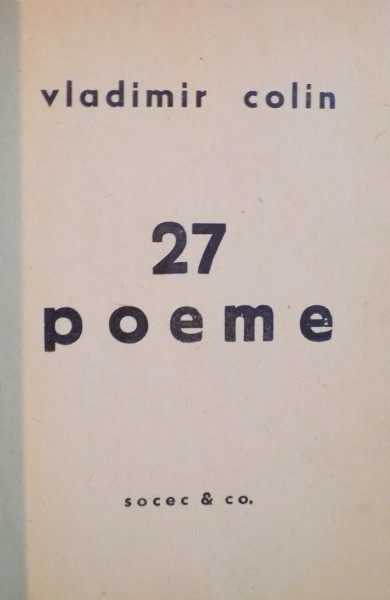 vladimir colin
27
poeme
socec & co.